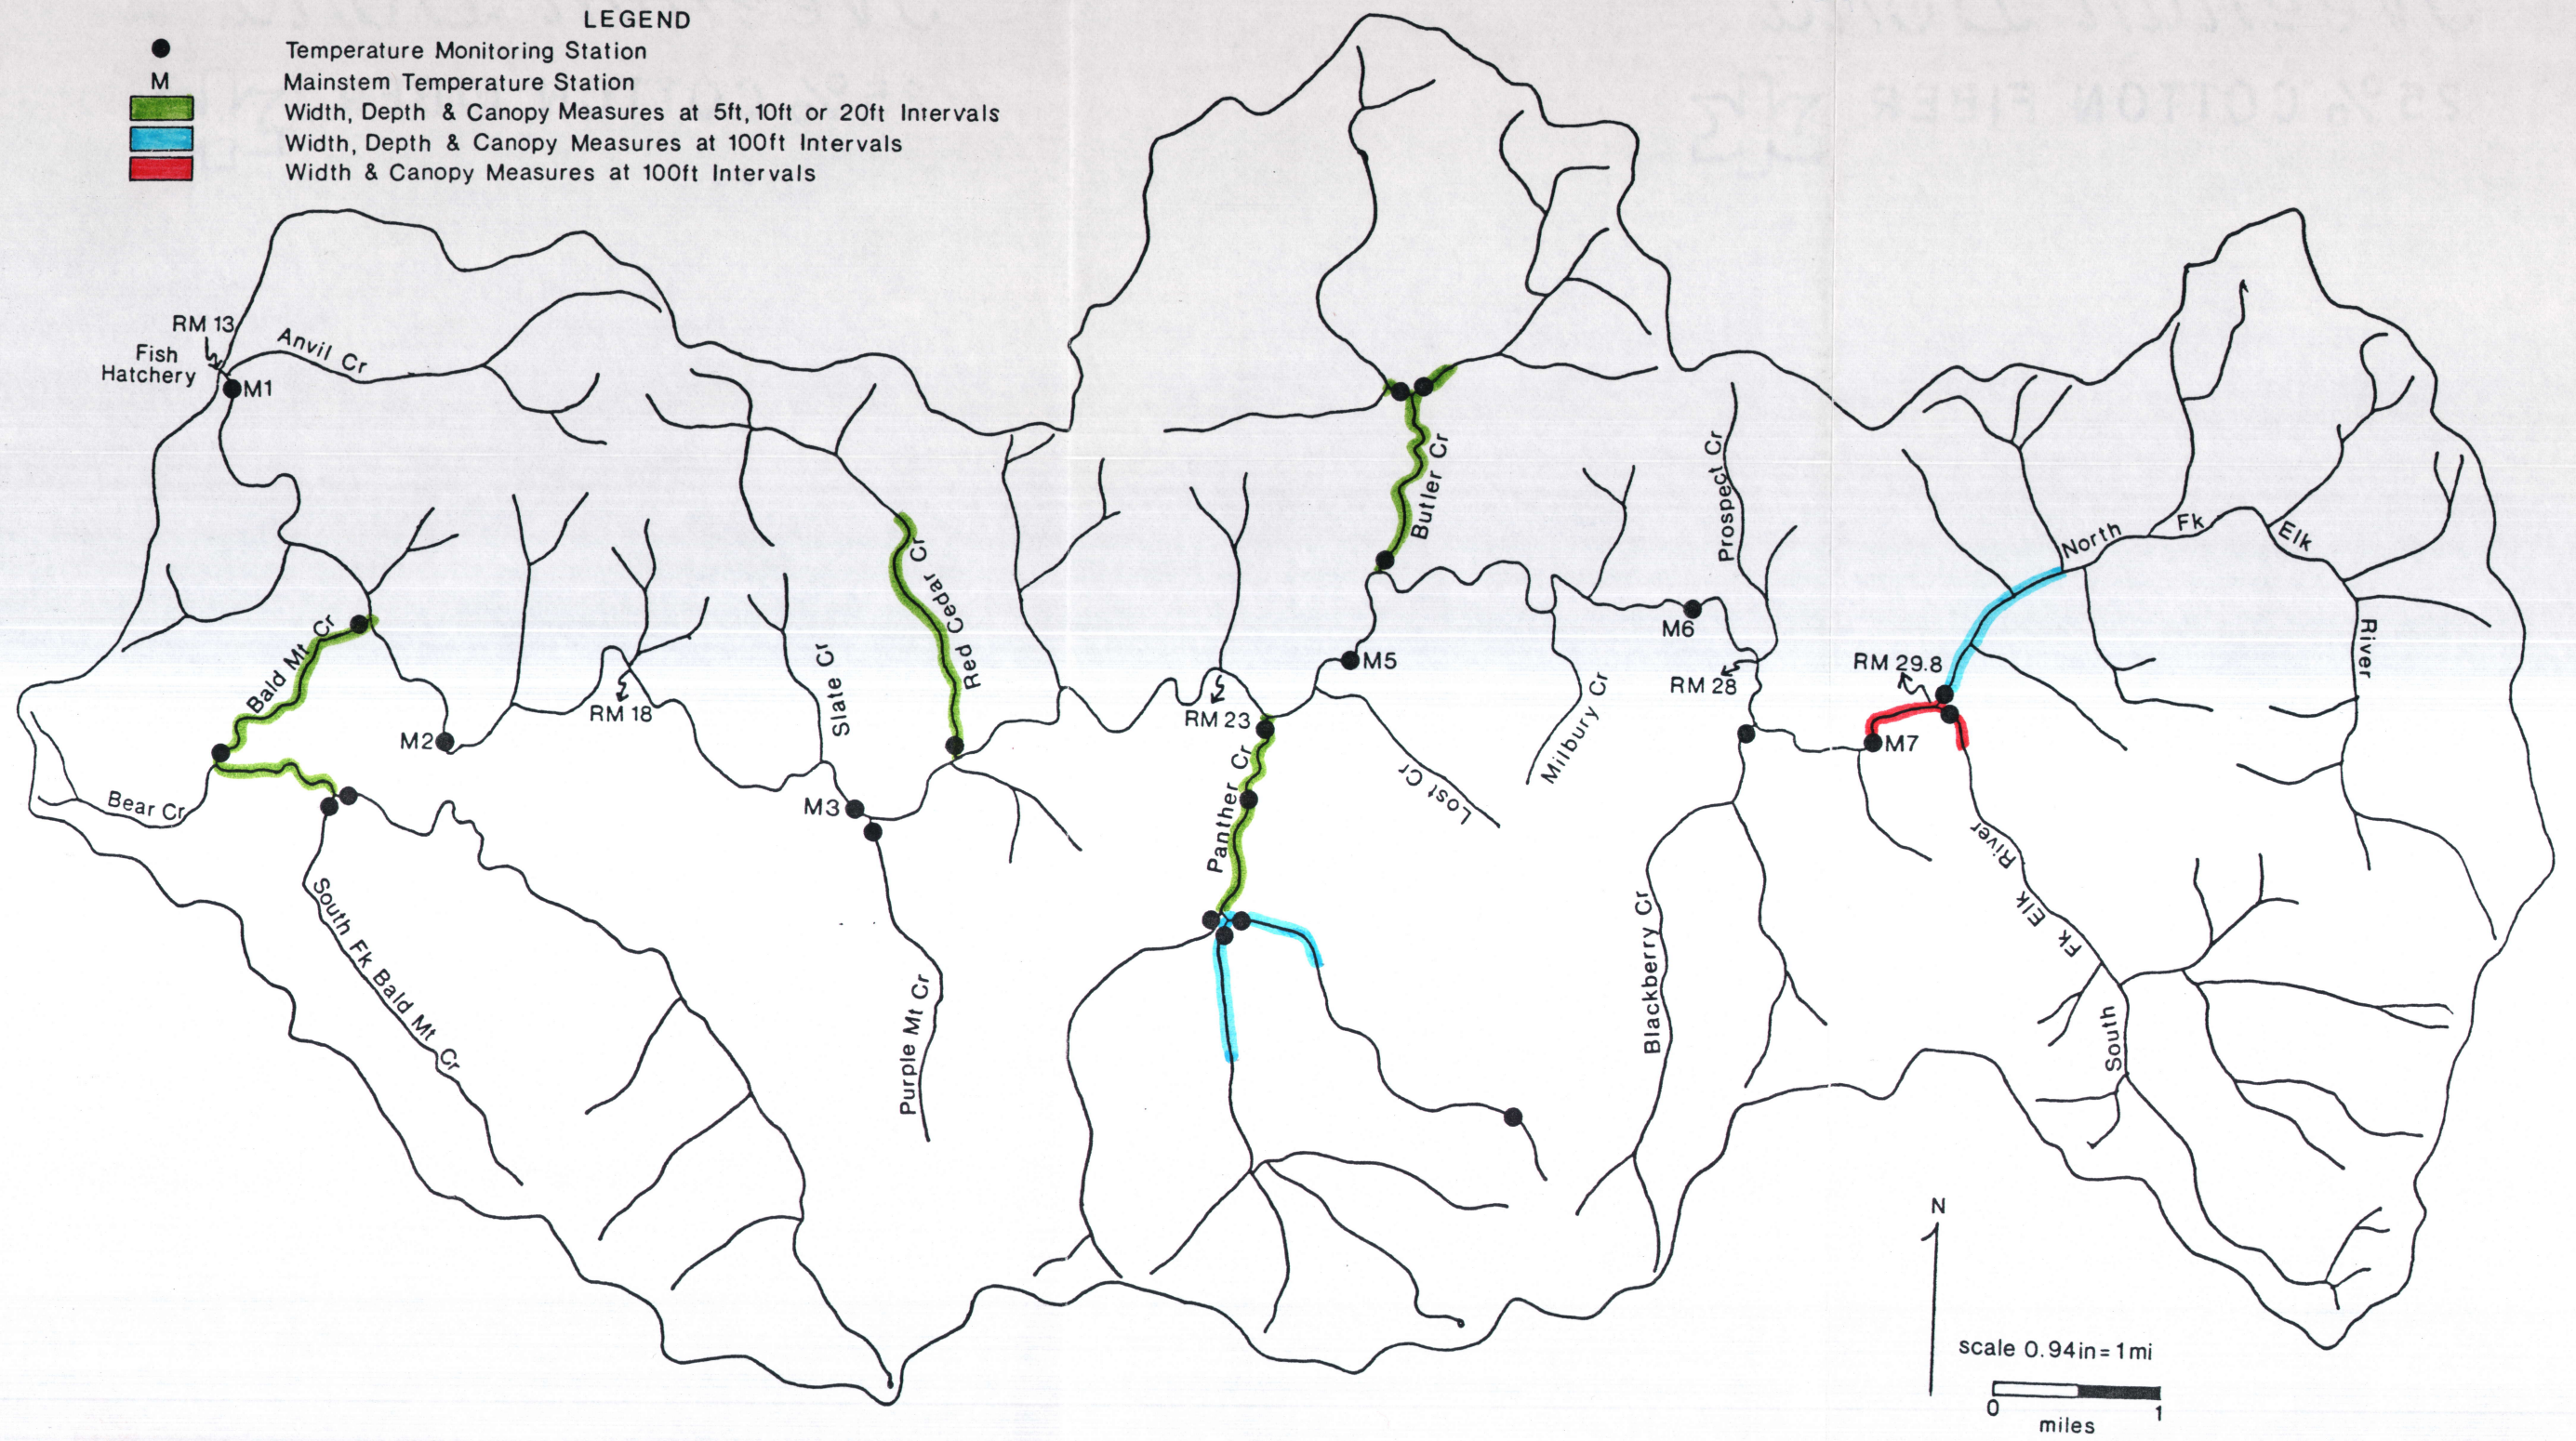 LEGEND
Temperature Monitoring Station
M Mainstem Temperature Station
Width, Depth & Canopy Measures at 5ft, 10ft or 20ft Intervals
Width, Depth & Canopy Measures at 100ft Intervals
Width & Canopy Measures at 100ft Intervals
25% COTTON FIBER
RM 13
Fish
Hatchery
Anvil Cr
M1
Butler Cr
Prospect Cr
North Fk Elk River
Red Cedar Cr
Bald Mt Cr
M6
Slate Cr
M5
RM 29.8
RM 28
RM 18
RM 23
Milbury Cr
M2
M7
Panther Cr
Lost Cr
Bear Cr
M3
South Fk Elk River
South Fk Bald Mt Cr
Blackberry Cr
Purple Mt Cr
N
scale 0.94in=1mi
0 1
miles